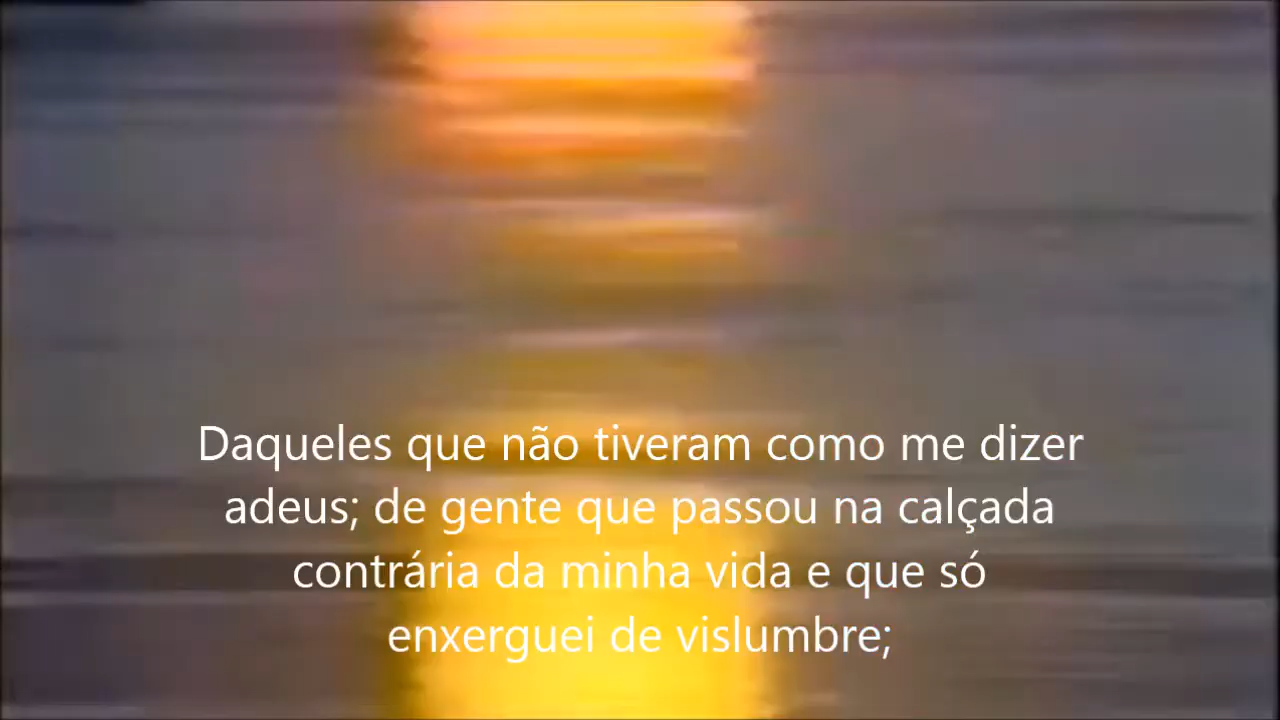 Daqueles que não tiveram como me dizer
adeus; de gente que passou na calçada
contrária da minha vida e que só
enxerguei de vislumbre;